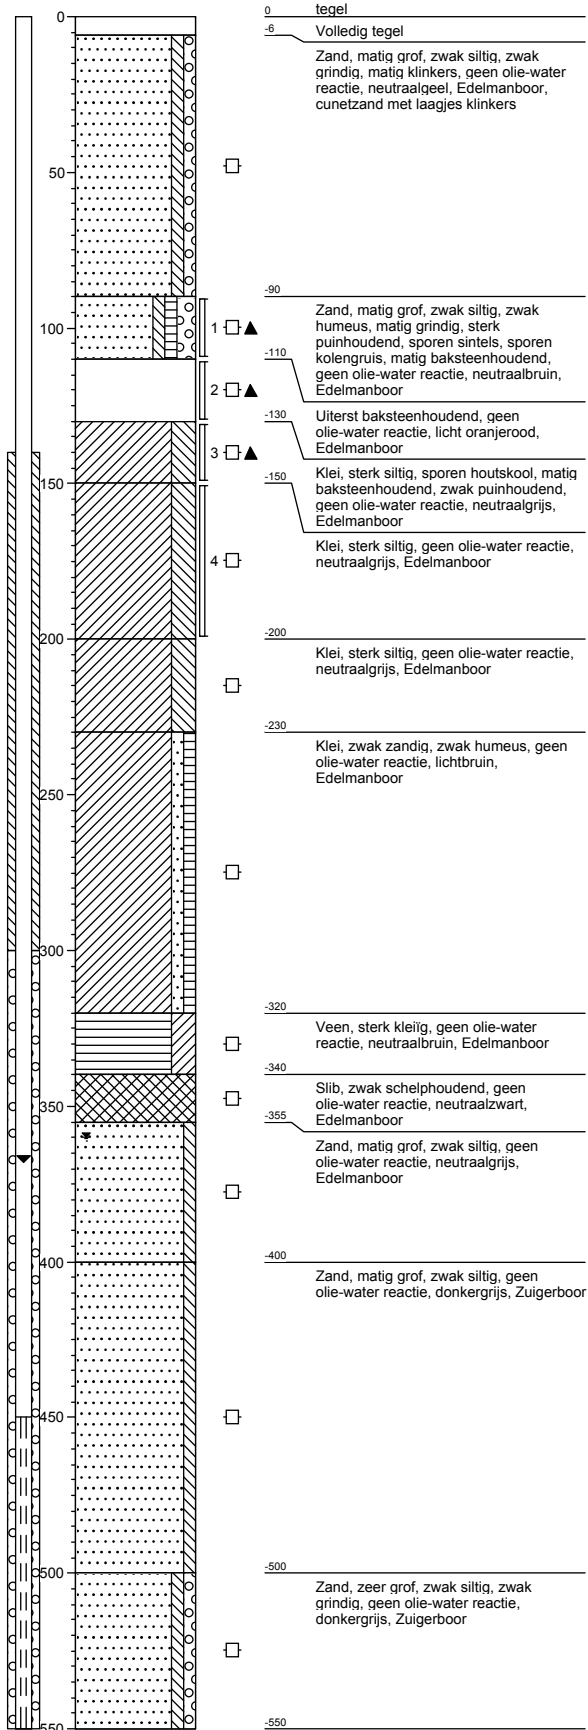 0
50
100
150
200
250
300
350
400
450
500
550
1
2
3
4
0
tegel
-6
Volledig tegel
Zand, matig grof, zwak siltig, zwak
grindig, matig klinkers, geen olie-water
reactie, neutraalgeel, Edelmanboor,
cunetzand met laagjes klinkers
-90
Zand, matig grof, zwak siltig, zwak
humeus, matig grindig, sterk
puinhoudend, sporen sintels, sporen
kolengruis, matig baksteenhoudend,
geen olie-water reactie, neutraalbruin,
Edelmanboor
-110
Uiterst baksteenhoudend, geen
olie-water reactie, licht oranjerood,
Edelmanboor
-130
Klei, sterk siltig, sporen houtskool, matig
baksteenhoudend, zwak puinhoudend,
geen olie-water reactie, neutraalgrijs,
Edelmanboor
-150
Klei, sterk siltig, geen olie-water reactie,
neutraalgrijs, Edelmanboor
-200
Klei, sterk siltig, geen olie-water reactie,
neutraalgrijs, Edelmanboor
-230
Klei, zwak zandig, zwak humeus, geen
olie-water reactie, lichtbruin,
Edelmanboor
-320
Veen, sterk kleiïg, geen olie-water
reactie, neutraalbruin, Edelmanboor
-340
Slib, zwak schelphoudend, geen
olie-water reactie, neutraalzwart,
Edelmanboor
-355
Zand, matig grof, zwak siltig, geen
olie-water reactie, neutraalgrijs,
Edelmanboor
-400
Zand, matig grof, zwak siltig, geen
olie-water reactie, donkergrijs, Zuigerboor
-500
Zand, zeer grof, zwak siltig, zwak
grindig, geen olie-water reactie,
donkergrijs, Zuigerboor
-550